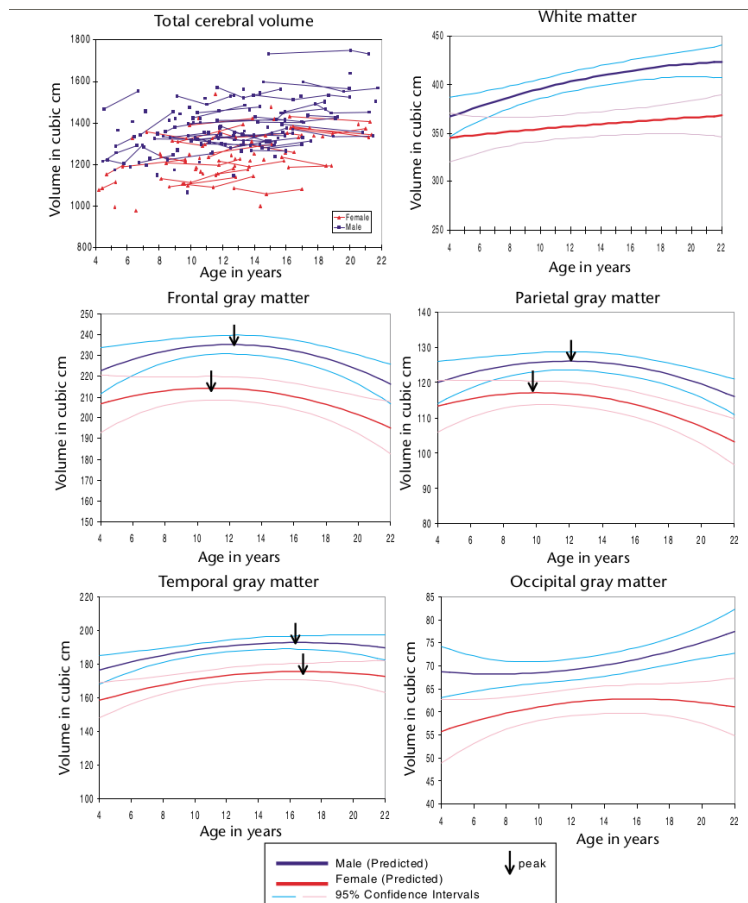 Total cerebral volume
Volume in cubic cm
1800
1600
1400
1200
1000
800
4 6 8 10 12 14 16 18 20 22
Age in years
Female
Male
White matter
Volume in cubic cm
450
400
350
300
250
4 10 16 22
Age in years
Frontal gray matter
Volume in cubic cm
250
240
230
220
210
200
190
180
170
160
150
4 6 8 10 12 14 16 18 20 22
Age in years
Parietal gray matter
Volume in cubic cm
140
130
120
110
100
90
80
4 6 8 10 12 14 16 18 20 22
Age in years
Temporal gray matter
Volume in cubic cm
220
200
180
160
140
120
100
4 6 8 10 12 14 16 18 20 22
Age in years
Occipital gray matter
Volume in cubic cm
85
80
75
70
65
60
55
50
45
40
4 6 8 10 12 14 16 18 20 22
Age in years
Male (Predicted)
Female (Predicted)
95% Confidence Intervals
peak